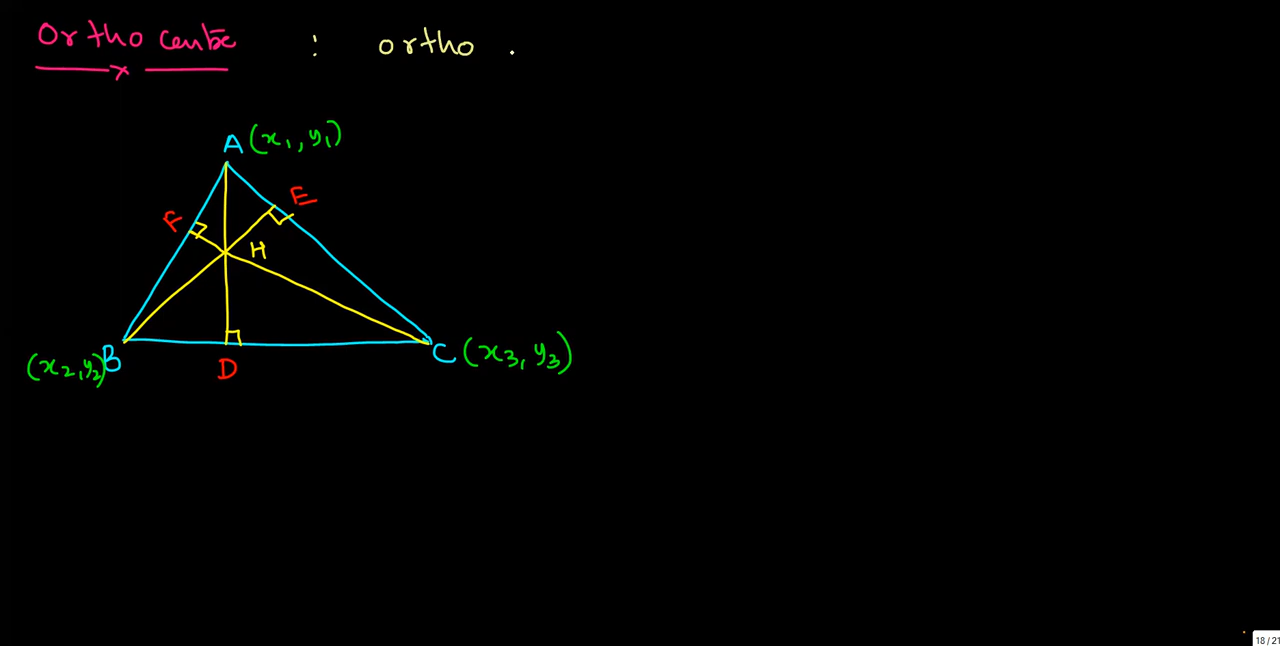 Ortho centre : ortho .
A (x₁, y₁)
E
F
H
(x₂, y₂) B
C (x₃, y₃)
D
18 / 21